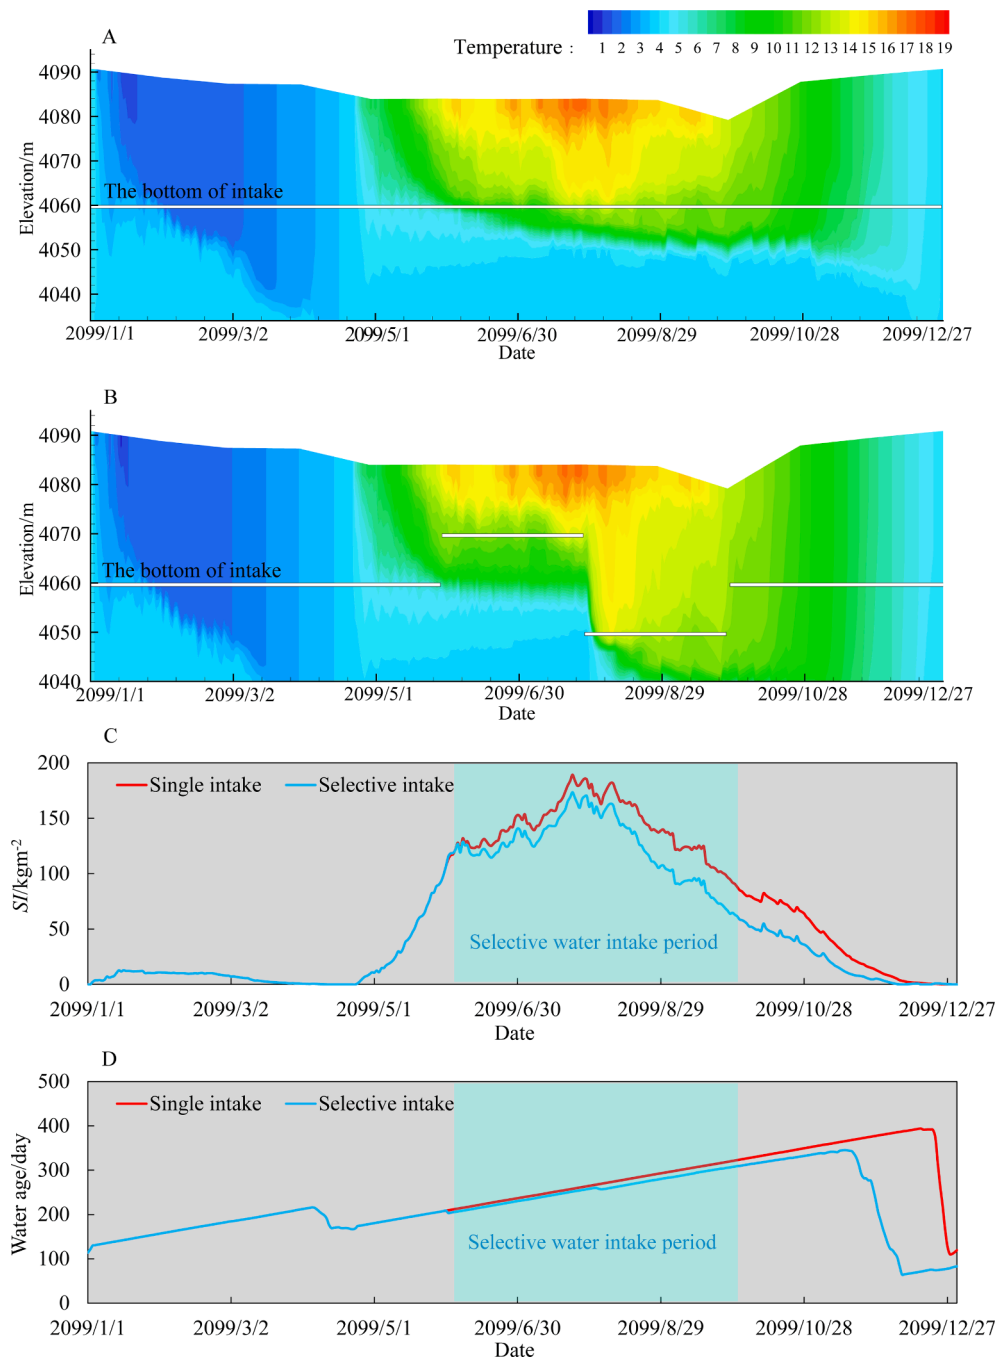 A
Temperature :
1 2 3 4 5 6 7 8 9 10 11 12 13 14 15 16 17 18 19
Elevation/m
4090
4080
4070
4060
4050
4040
The bottom of intake
2099/1/1 2099/3/2 2099/5/1 2099/6/30 2099/8/29 2099/10/28 2099/12/27
Date
B
Elevation/m
4090
4080
4070
4060
4050
4040
The bottom of intake
2099/1/1 2099/3/2 2099/5/1 2099/6/30 2099/8/29 2099/10/28 2099/12/27
Date
C
SI/kgm-2
200
150
100
50
0
Single intake Selective intake
Selective water intake period
2099/1/1 2099/3/2 2099/5/1 2099/6/30 2099/8/29 2099/10/28 2099/12/27
Date
D
Water age/day
500
400
300
200
100
0
Single intake Selective intake
Selective water intake period
2099/1/1 2099/3/2 2099/5/1 2099/6/30 2099/8/29 2099/10/28 2099/12/27
Date